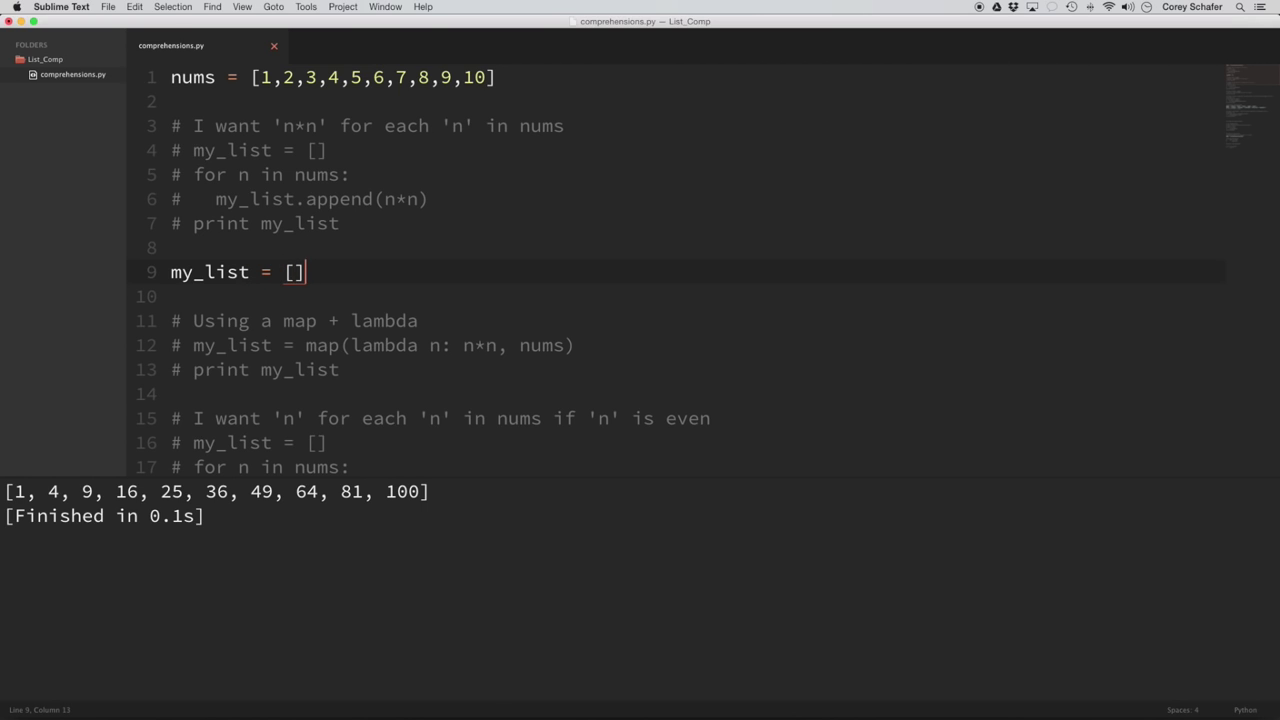 Sublime Text File Edit Selection Find View Goto Tools Project Window Help Corey Schafer
comprehensions.py — List_Comp
FOLDERS
List_Comp
comprehensions.py
comprehensions.py ×
1 nums = [1,2,3,4,5,6,7,8,9,10]
2
3 # I want 'n*n' for each 'n' in nums
4 # my_list = []
5 # for n in nums:
6 #   my_list.append(n*n)
7 # print my_list
8
9 my_list = []
10
11 # Using a map + lambda
12 # my_list = map(lambda n: n*n, nums)
13 # print my_list
14
15 # I want 'n' for each 'n' in nums if 'n' is even
16 # my_list = []
17 # for n in nums:
[1, 4, 9, 16, 25, 36, 49, 64, 81, 100]
[Finished in 0.1s]
Line 9, Column 13 Spaces: 4 Python